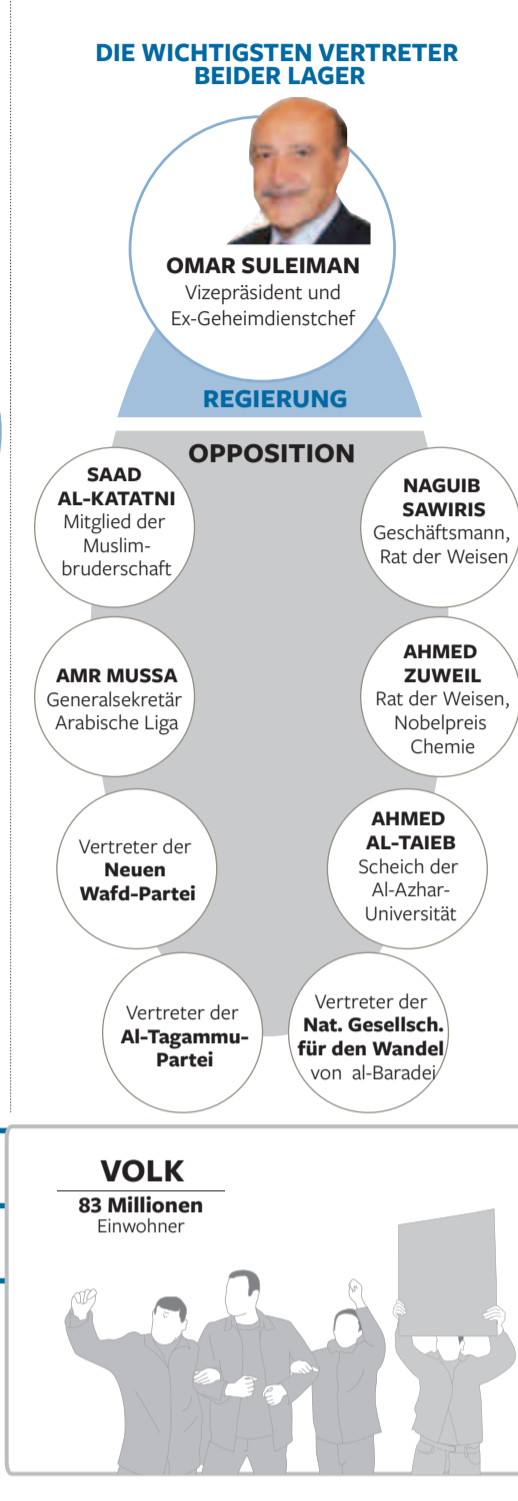 DIE WICHTIGSTEN VERTRETER
BEIDER LAGER
OMAR SULEIMAN
Vizepräsident und
Ex-Geheimdienstchef
REGIERUNG
OPPOSITION
SAAD
AL-KATATNI
Mitglied der
Muslim-
bruderschaft
NAGUIB
SAWIRIS
Geschäftsmann,
Rat der Weisen
AMR MUSSA
Generalsekretär
Arabische Liga
AHMED
ZUWEIL
Rat der Weisen,
Nobelpreis
Chemie
Vertreter der
Neuen
Wafd-Partei
AHMED
AL-TAIEB
Scheich der
Al-Azhar-
Universität
Vertreter der
Al-Tagammu-
Partei
Vertreter der
Nat. Gesellsch.
für den Wandel
von al-Baradei
VOLK
83 Millionen
Einwohner